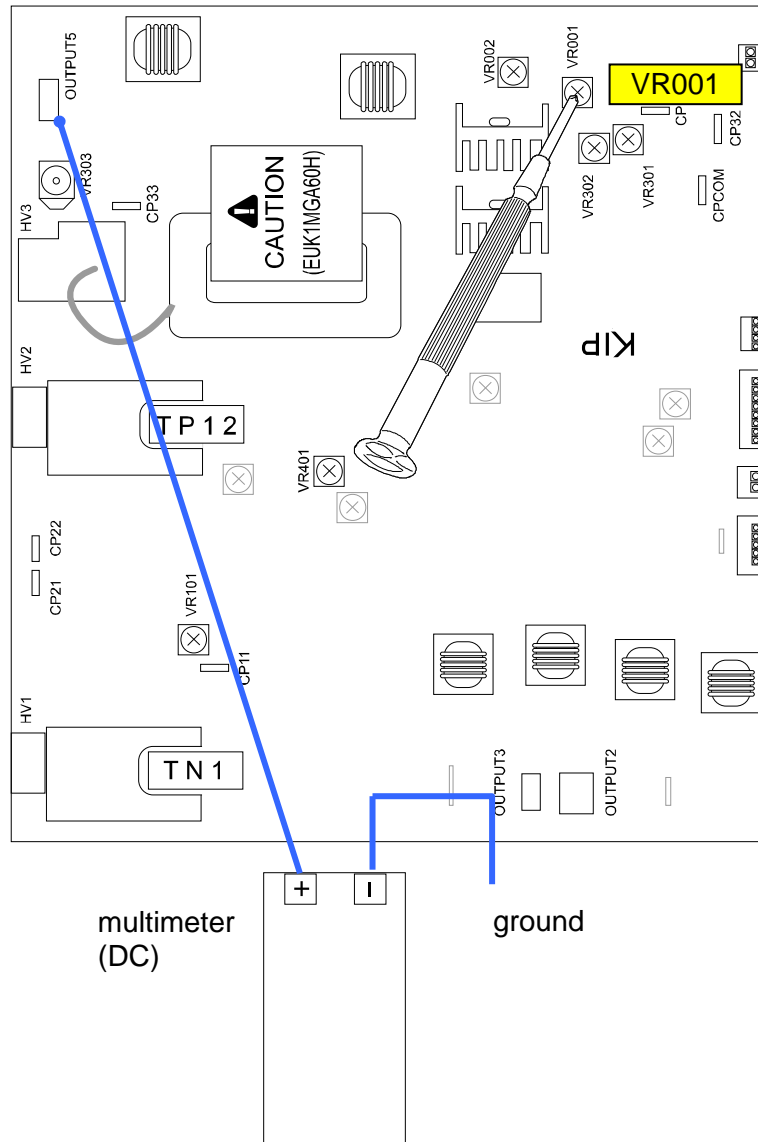 OUTPUT5
VR002
VR001
VR001
CP
CP32
VR303
CP33
HV3
CAUTION
(EUK1MGA60H)
VR302
VR301
CPCOM
KIP
HV2
TP12
VR401
CP22
CP21
VR101
CP11
HV1
TN1
OUTPUT3
OUTPUT2
+
−
multimeter
(DC)
ground